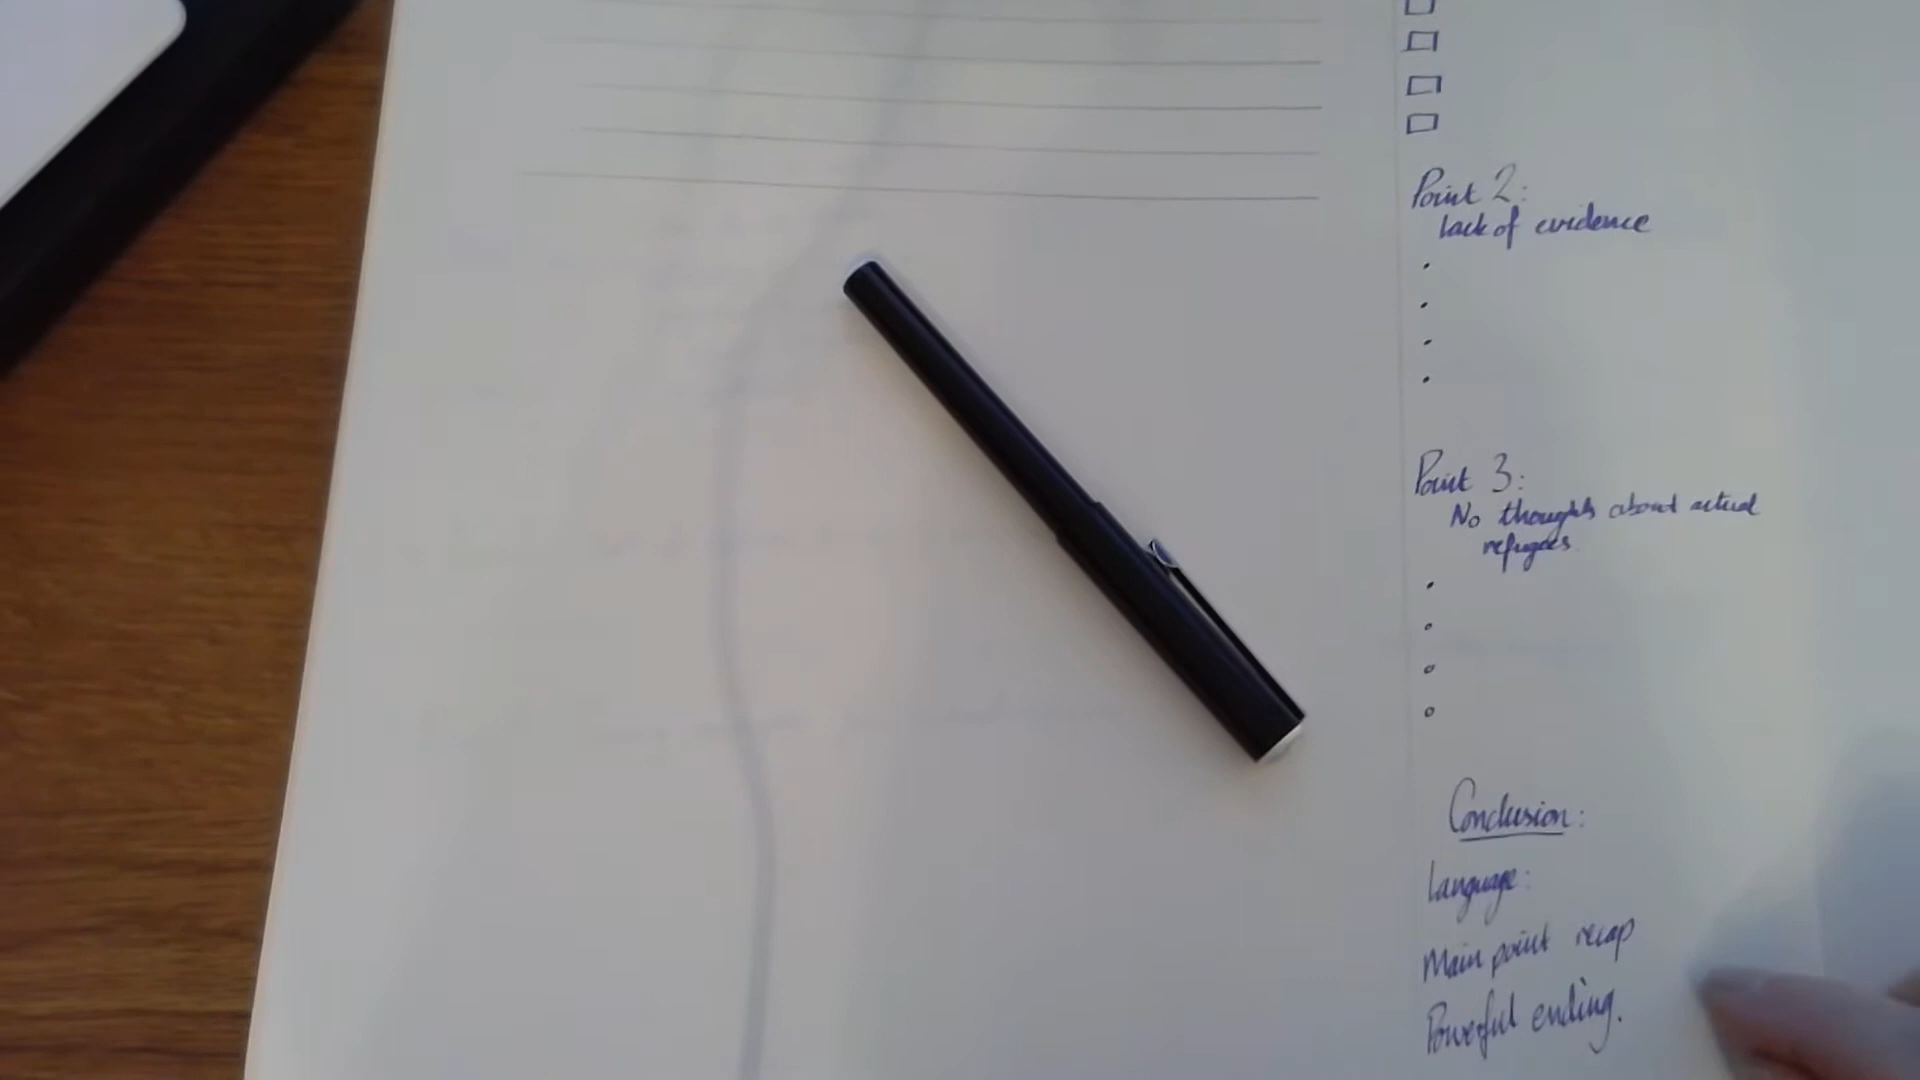 Point 2:
lack of evidence
Point 3:
No thoughts about actual
refugees
Conclusion:
Language:
Main point recap
Powerful ending.